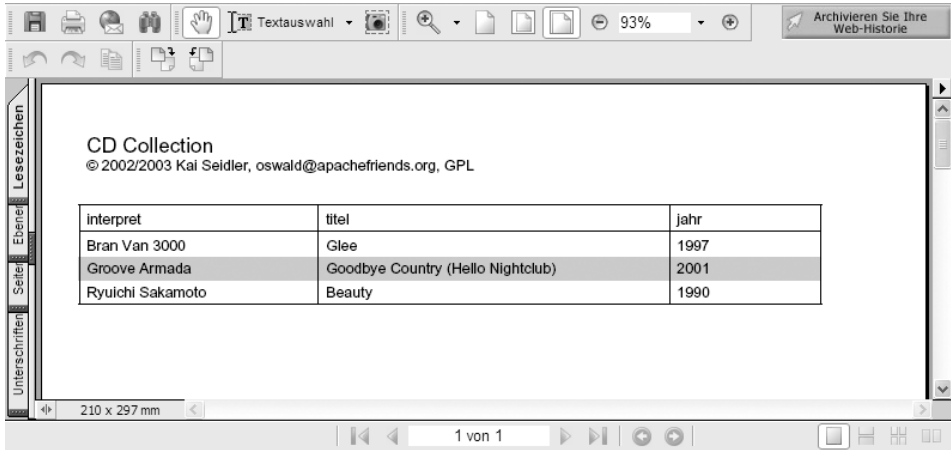 Textauswahl
93%
Archivieren Sie Ihre
Web-Historie
Lesezeichen
Ebenen
Seiten
Unterschriften
CD Collection
© 2002/2003 Kai Seidler, oswald@apachefriends.org, GPL
interpret titel jahr
Bran Van 3000 Glee 1997
Groove Armada Goodbye Country (Hello Nightclub) 2001
Ryuichi Sakamoto Beauty 1990
210 x 297 mm
1 von 1